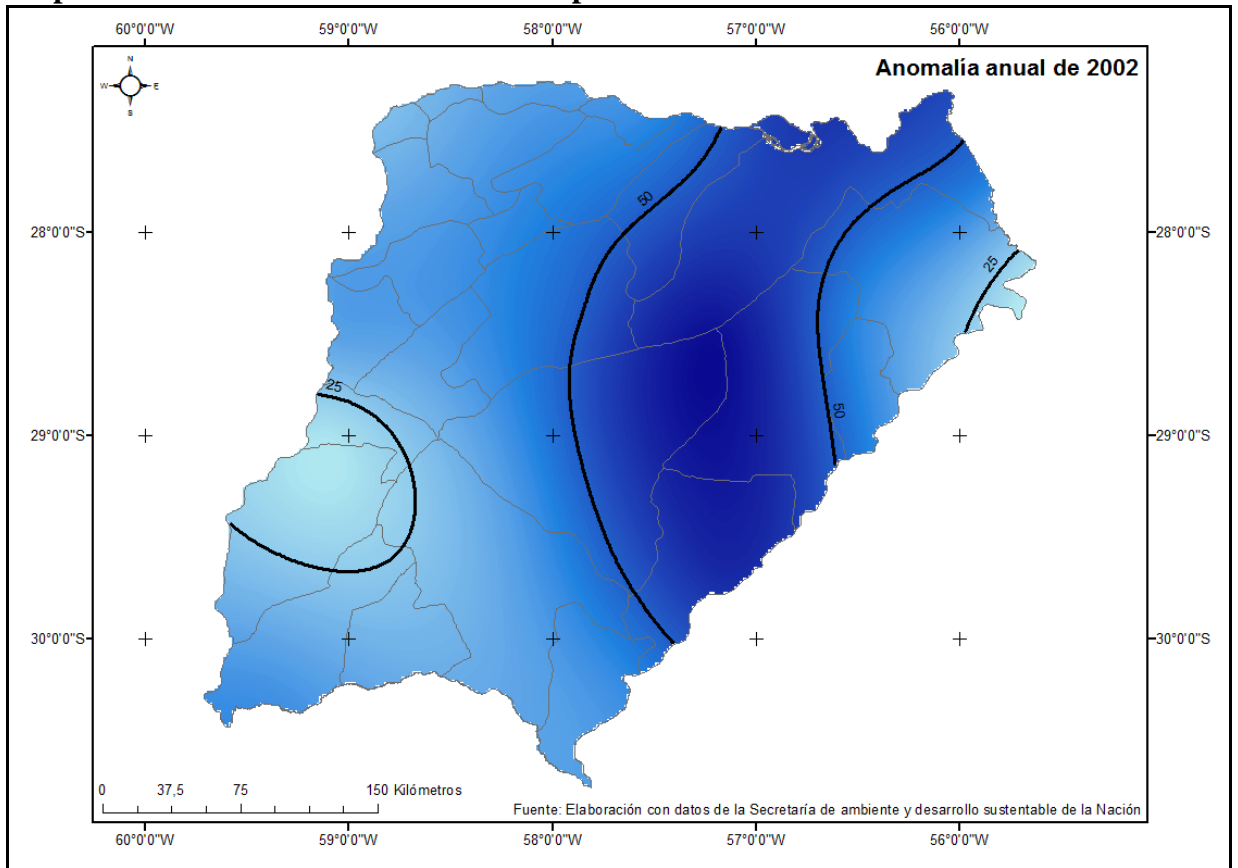 60°0'0"W 59°0'0"W 58°0'0"W 57°0'0"W 56°0'0"W
Anomalía anual de 2002
N
W E
S
50
28°0'0"S 28°0'0"S
25
25
50
29°0'0"S 29°0'0"S
30°0'0"S 30°0'0"S
0 37,5 75 150 Kilómetros
Fuente: Elaboración con datos de la Secretaría de ambiente y desarrollo sustentable de la Nación
60°0'0"W 59°0'0"W 58°0'0"W 57°0'0"W 56°0'0"W